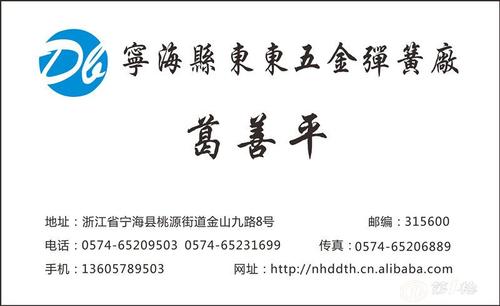 Db 寧海縣東東五金彈簧廠
葛善平
地址：浙江省宁海县桃源街道金山九路8号 邮编：315600
电话：0574-65209503 0574-65231699 传真：0574-65206889
手机：13605789503 网址：http://nhddth.cn.alibaba.com